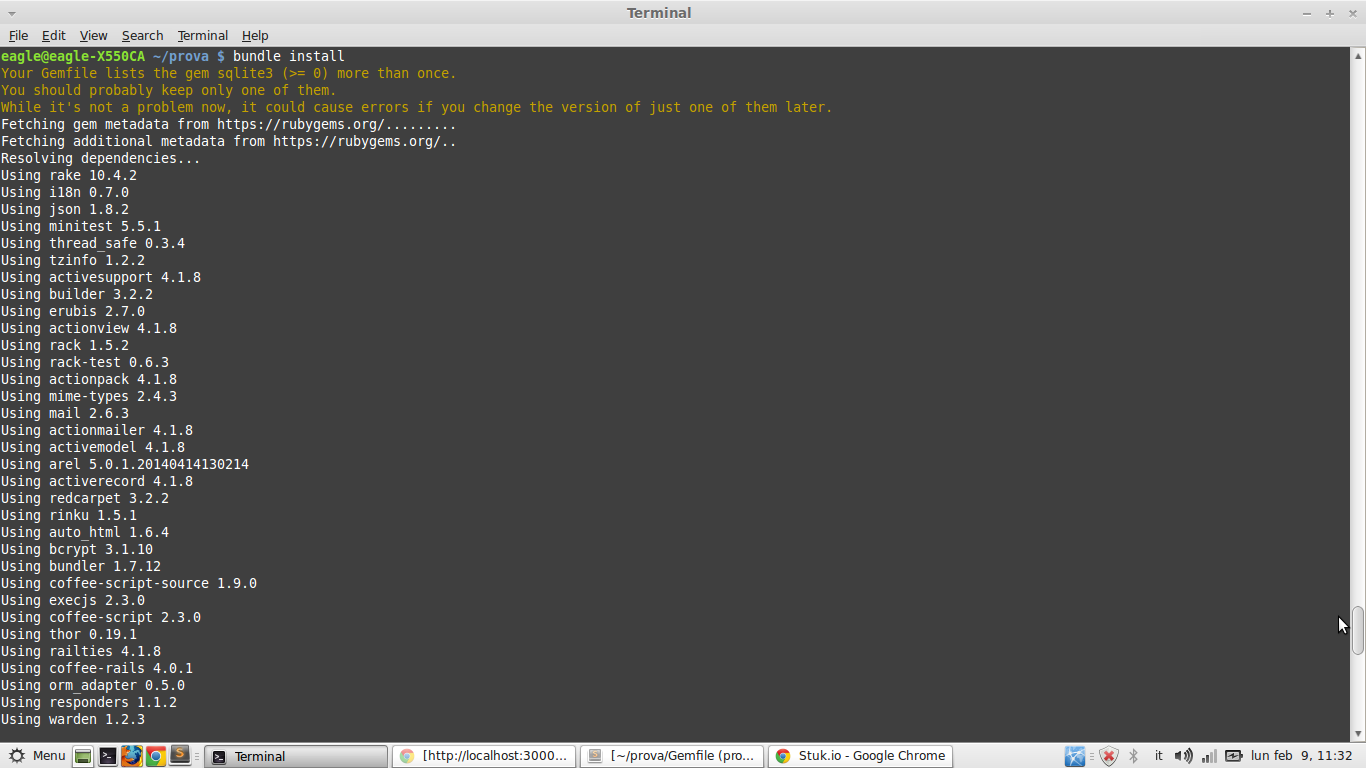 Terminal
File Edit View Search Terminal Help
eagle@eagle-X550CA ~/prova $ bundle install
Your Gemfile lists the gem sqlite3 (>= 0) more than once.
You should probably keep only one of them.
While it's not a problem now, it could cause errors if you change the version of just one of them later.
Fetching gem metadata from https://rubygems.org/.........
Fetching additional metadata from https://rubygems.org/..
Resolving dependencies...
Using rake 10.4.2
Using i18n 0.7.0
Using json 1.8.2
Using minitest 5.5.1
Using thread_safe 0.3.4
Using tzinfo 1.2.2
Using activesupport 4.1.8
Using builder 3.2.2
Using erubis 2.7.0
Using actionview 4.1.8
Using rack 1.5.2
Using rack-test 0.6.3
Using actionpack 4.1.8
Using mime-types 2.4.3
Using mail 2.6.3
Using actionmailer 4.1.8
Using activemodel 4.1.8
Using arel 5.0.1.20140414130214
Using activerecord 4.1.8
Using redcarpet 3.2.2
Using rinku 1.5.1
Using auto_html 1.6.4
Using bcrypt 3.1.10
Using bundler 1.7.12
Using coffee-script-source 1.9.0
Using execjs 2.3.0
Using coffee-script 2.3.0
Using thor 0.19.1
Using railties 4.1.8
Using coffee-rails 4.0.1
Using orm_adapter 0.5.0
Using responders 1.1.2
Using warden 1.2.3
Menu Terminal [http://localhost:3000... [~/prova/Gemfile (pro... Stuk.io - Google Chrome it lun feb 9, 11:32